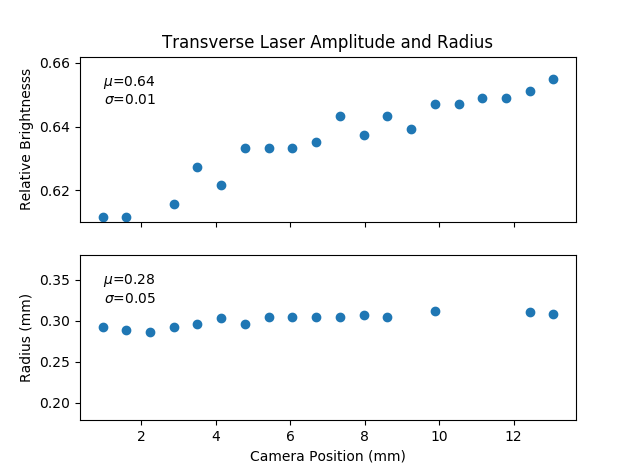 Transverse Laser Amplitude and Radius
0.66
0.64
0.62
Relative Brightnesss
μ=0.64
σ=0.01
0.35
0.30
0.25
0.20
Radius (mm)
μ=0.28
σ=0.05
2 4 6 8 10 12
Camera Position (mm)